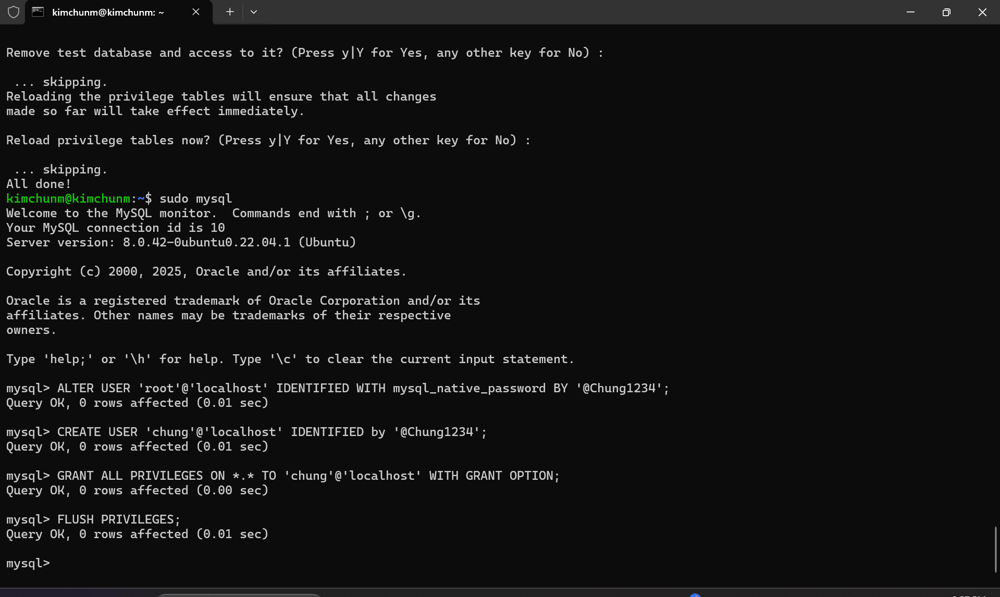 kimchunm@kimchunm: ~
Remove test database and access to it? (Press y|Y for Yes, any other key for No) :
... skipping.
Reloading the privilege tables will ensure that all changes
made so far will take effect immediately.
Reload privilege tables now? (Press y|Y for Yes, any other key for No) :
... skipping.
All done!
kimchunm@kimchunm:~$ sudo mysql
Welcome to the MySQL monitor.  Commands end with ; or \g.
Your MySQL connection id is 10
Server version: 8.0.42-0ubuntu0.22.04.1 (Ubuntu)
Copyright (c) 2000, 2025, Oracle and/or its affiliates.
Oracle is a registered trademark of Oracle Corporation and/or its
affiliates. Other names may be trademarks of their respective
owners.
Type 'help;' or '\h' for help. Type '\c' to clear the current input statement.
mysql> ALTER USER 'root'@'localhost' IDENTIFIED WITH mysql_native_password BY '@Chung1234';
Query OK, 0 rows affected (0.01 sec)
mysql> CREATE USER 'chung'@'localhost' IDENTIFIED by '@Chung1234';
Query OK, 0 rows affected (0.01 sec)
mysql> GRANT ALL PRIVILEGES ON *.* TO 'chung'@'localhost' WITH GRANT OPTION;
Query OK, 0 rows affected (0.00 sec)
mysql> FLUSH PRIVILEGES;
Query OK, 0 rows affected (0.01 sec)
mysql>